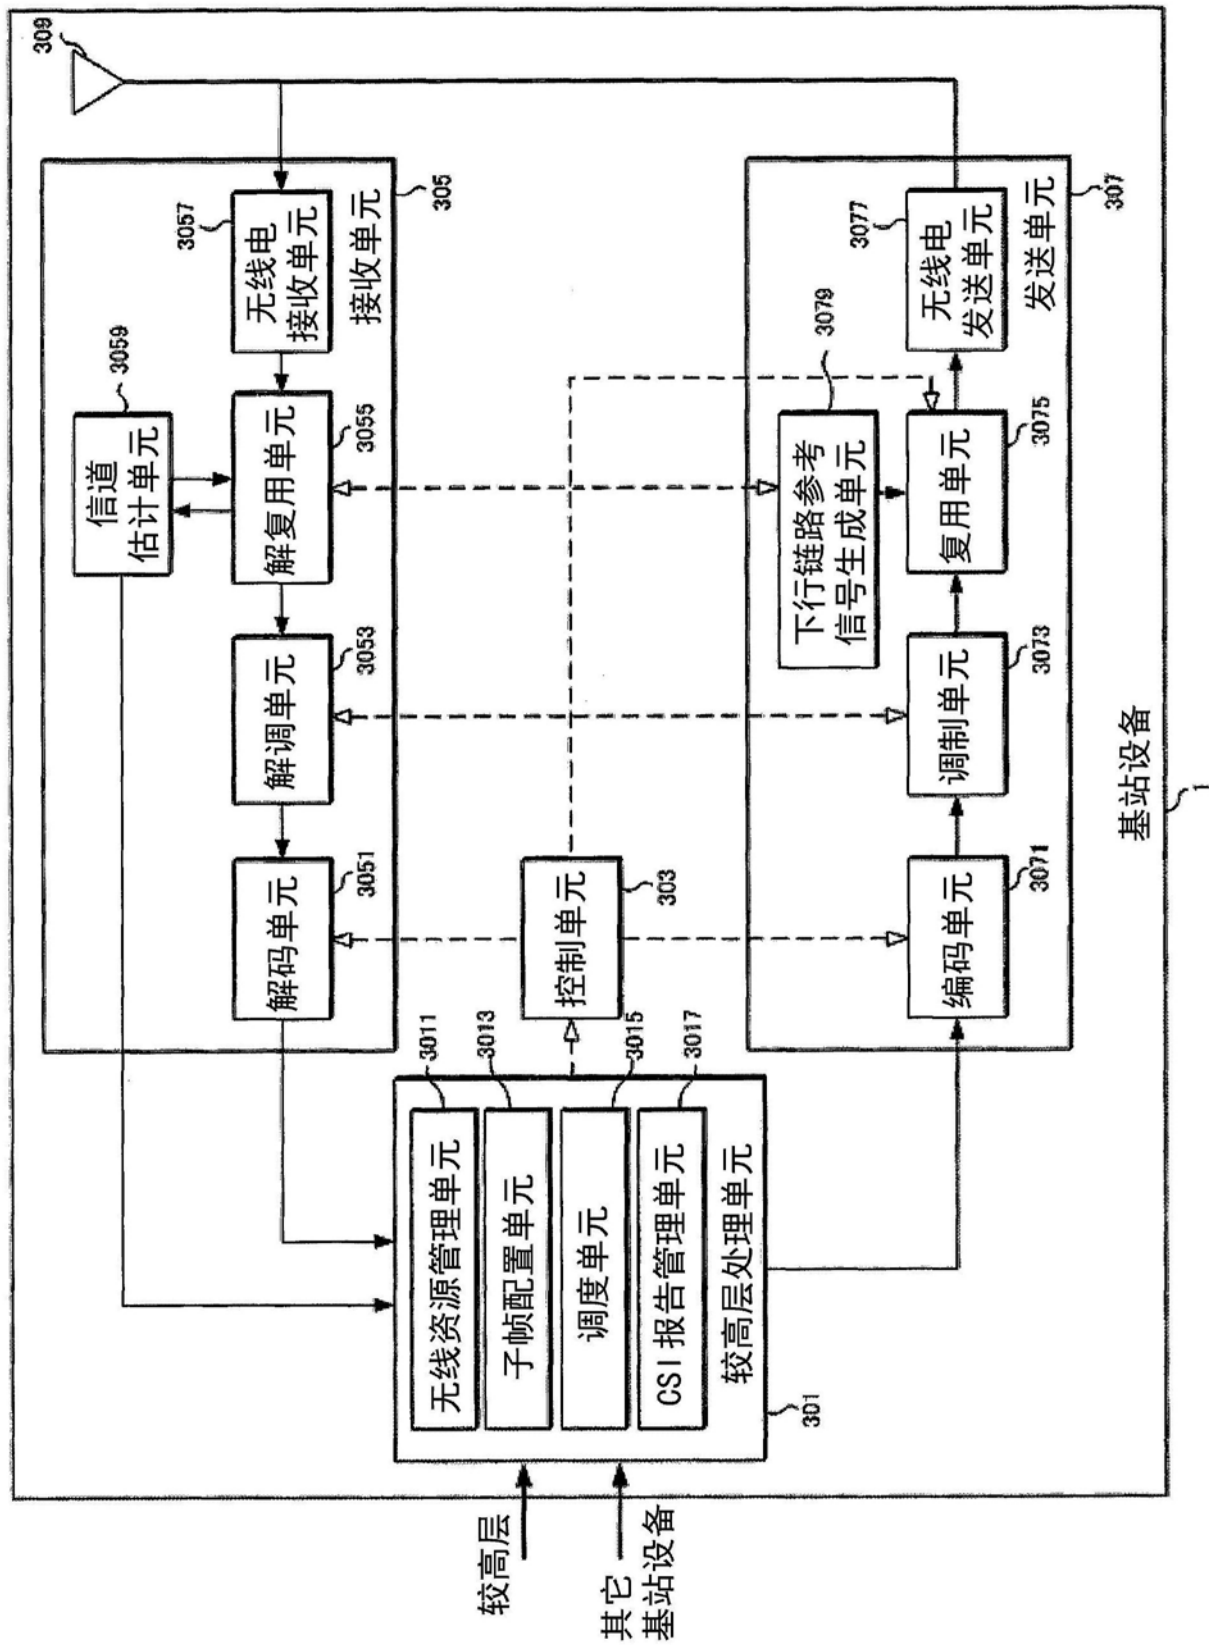 309
305
接收单元
3057
无线电
接收单元
3059
信道
估计单元
3055
解复用单元
3053
解调单元
3051
解码单元
303
控制单元
3011
无线资源管理单元
3013
子帧配置单元
3015
调度单元
3017
CSI 报告管理单元
较高层处理单元
301
较高层
其它
基站设备
307
发送单元
3077
无线电
发送单元
3079
下行链路参考
信号生成单元
3075
复用单元
3073
调制单元
3071
编码单元
基站设备
1